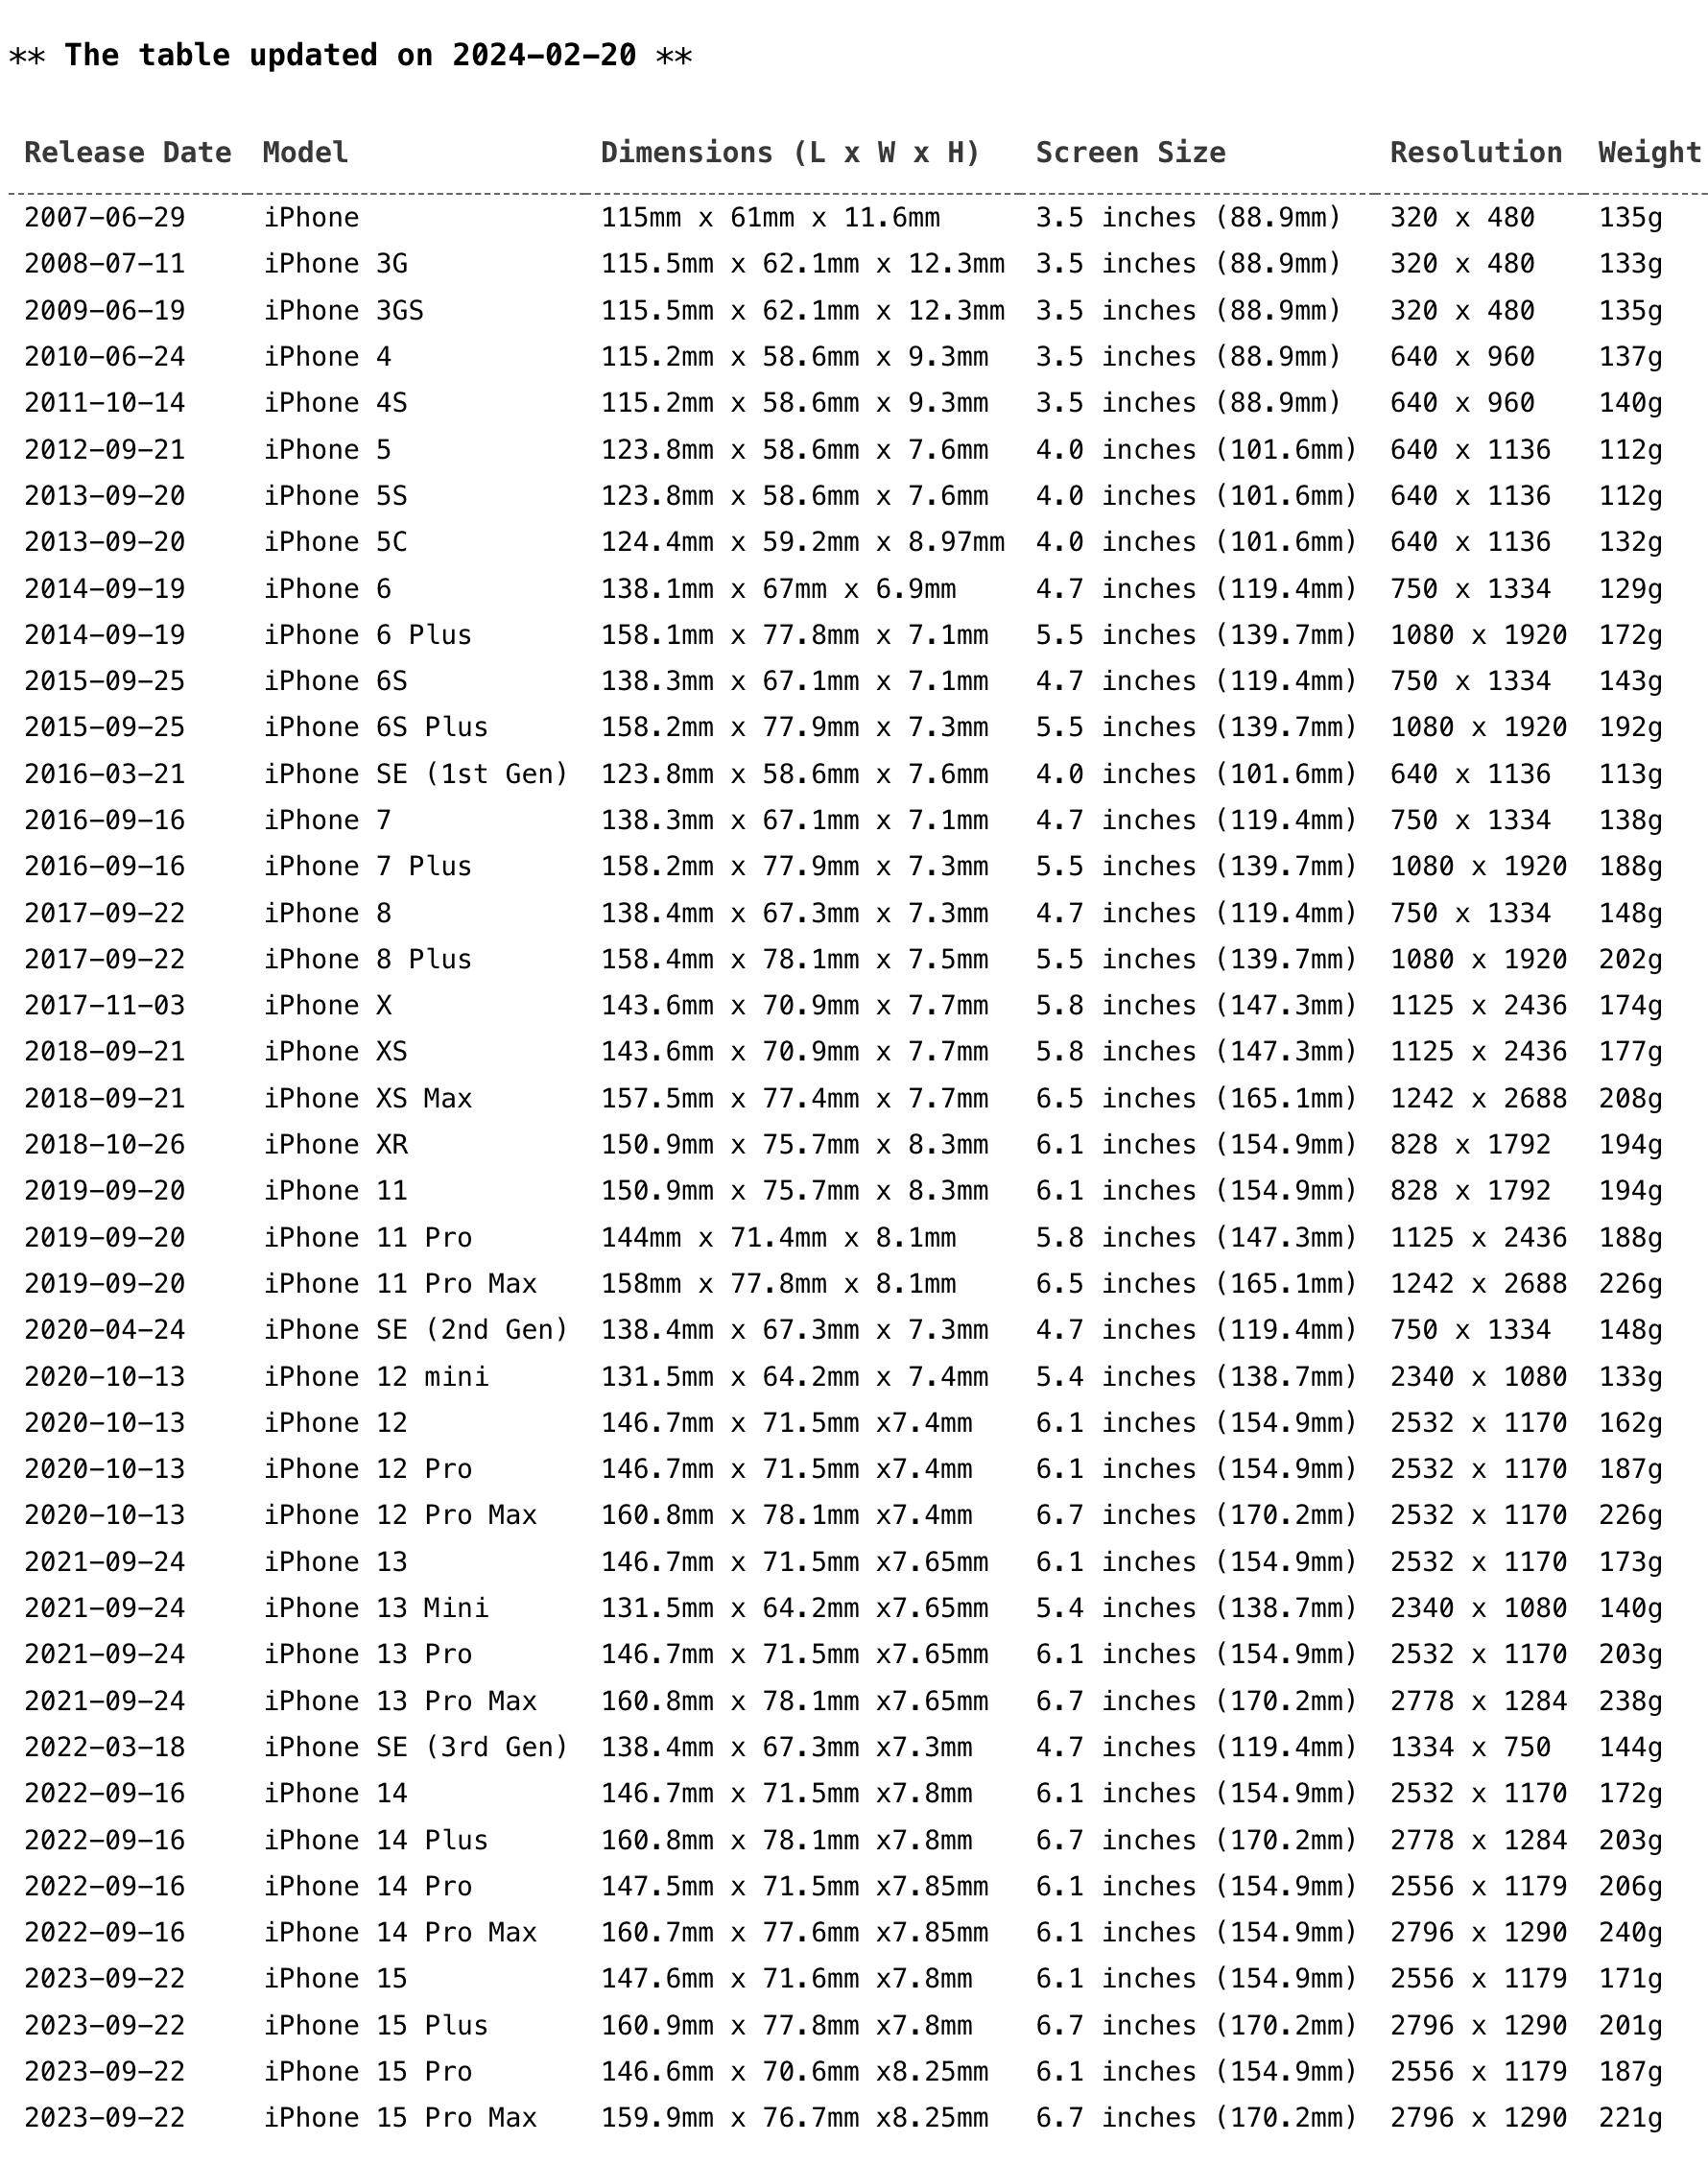 ** The table updated on 2024-02-20 **
Release Date Model Dimensions (L x W x H) Screen Size Resolution Weight
2007-06-29 iPhone 115mm x 61mm x 11.6mm 3.5 inches (88.9mm) 320 x 480 135g
2008-07-11 iPhone 3G 115.5mm x 62.1mm x 12.3mm 3.5 inches (88.9mm) 320 x 480 133g
2009-06-19 iPhone 3GS 115.5mm x 62.1mm x 12.3mm 3.5 inches (88.9mm) 320 x 480 135g
2010-06-24 iPhone 4 115.2mm x 58.6mm x 9.3mm 3.5 inches (88.9mm) 640 x 960 137g
2011-10-14 iPhone 4S 115.2mm x 58.6mm x 9.3mm 3.5 inches (88.9mm) 640 x 960 140g
2012-09-21 iPhone 5 123.8mm x 58.6mm x 7.6mm 4.0 inches (101.6mm) 640 x 1136 112g
2013-09-20 iPhone 5S 123.8mm x 58.6mm x 7.6mm 4.0 inches (101.6mm) 640 x 1136 112g
2013-09-20 iPhone 5C 124.4mm x 59.2mm x 8.97mm 4.0 inches (101.6mm) 640 x 1136 132g
2014-09-19 iPhone 6 138.1mm x 67mm x 6.9mm 4.7 inches (119.4mm) 750 x 1334 129g
2014-09-19 iPhone 6 Plus 158.1mm x 77.8mm x 7.1mm 5.5 inches (139.7mm) 1080 x 1920 172g
2015-09-25 iPhone 6S 138.3mm x 67.1mm x 7.1mm 4.7 inches (119.4mm) 750 x 1334 143g
2015-09-25 iPhone 6S Plus 158.2mm x 77.9mm x 7.3mm 5.5 inches (139.7mm) 1080 x 1920 192g
2016-03-21 iPhone SE (1st Gen) 123.8mm x 58.6mm x 7.6mm 4.0 inches (101.6mm) 640 x 1136 113g
2016-09-16 iPhone 7 138.3mm x 67.1mm x 7.1mm 4.7 inches (119.4mm) 750 x 1334 138g
2016-09-16 iPhone 7 Plus 158.2mm x 77.9mm x 7.3mm 5.5 inches (139.7mm) 1080 x 1920 188g
2017-09-22 iPhone 8 138.4mm x 67.3mm x 7.3mm 4.7 inches (119.4mm) 750 x 1334 148g
2017-09-22 iPhone 8 Plus 158.4mm x 78.1mm x 7.5mm 5.5 inches (139.7mm) 1080 x 1920 202g
2017-11-03 iPhone X 143.6mm x 70.9mm x 7.7mm 5.8 inches (147.3mm) 1125 x 2436 174g
2018-09-21 iPhone XS 143.6mm x 70.9mm x 7.7mm 5.8 inches (147.3mm) 1125 x 2436 177g
2018-09-21 iPhone XS Max 157.5mm x 77.4mm x 7.7mm 6.5 inches (165.1mm) 1242 x 2688 208g
2018-10-26 iPhone XR 150.9mm x 75.7mm x 8.3mm 6.1 inches (154.9mm) 828 x 1792 194g
2019-09-20 iPhone 11 150.9mm x 75.7mm x 8.3mm 6.1 inches (154.9mm) 828 x 1792 194g
2019-09-20 iPhone 11 Pro 144mm x 71.4mm x 8.1mm 5.8 inches (147.3mm) 1125 x 2436 188g
2019-09-20 iPhone 11 Pro Max 158mm x 77.8mm x 8.1mm 6.5 inches (165.1mm) 1242 x 2688 226g
2020-04-24 iPhone SE (2nd Gen) 138.4mm x 67.3mm x 7.3mm 4.7 inches (119.4mm) 750 x 1334 148g
2020-10-13 iPhone 12 mini 131.5mm x 64.2mm x 7.4mm 5.4 inches (138.7mm) 2340 x 1080 133g
2020-10-13 iPhone 12 146.7mm x 71.5mm x7.4mm 6.1 inches (154.9mm) 2532 x 1170 162g
2020-10-13 iPhone 12 Pro 146.7mm x 71.5mm x7.4mm 6.1 inches (154.9mm) 2532 x 1170 187g
2020-10-13 iPhone 12 Pro Max 160.8mm x 78.1mm x7.4mm 6.7 inches (170.2mm) 2532 x 1170 226g
2021-09-24 iPhone 13 146.7mm x 71.5mm x7.65mm 6.1 inches (154.9mm) 2532 x 1170 173g
2021-09-24 iPhone 13 Mini 131.5mm x 64.2mm x7.65mm 5.4 inches (138.7mm) 2340 x 1080 140g
2021-09-24 iPhone 13 Pro 146.7mm x 71.5mm x7.65mm 6.1 inches (154.9mm) 2532 x 1170 203g
2021-09-24 iPhone 13 Pro Max 160.8mm x 78.1mm x7.65mm 6.7 inches (170.2mm) 2778 x 1284 238g
2022-03-18 iPhone SE (3rd Gen) 138.4mm x 67.3mm x7.3mm 4.7 inches (119.4mm) 1334 x 750 144g
2022-09-16 iPhone 14 146.7mm x 71.5mm x7.8mm 6.1 inches (154.9mm) 2532 x 1170 172g
2022-09-16 iPhone 14 Plus 160.8mm x 78.1mm x7.8mm 6.7 inches (170.2mm) 2778 x 1284 203g
2022-09-16 iPhone 14 Pro 147.5mm x 71.5mm x7.85mm 6.1 inches (154.9mm) 2556 x 1179 206g
2022-09-16 iPhone 14 Pro Max 160.7mm x 77.6mm x7.85mm 6.1 inches (154.9mm) 2796 x 1290 240g
2023-09-22 iPhone 15 147.6mm x 71.6mm x7.8mm 6.1 inches (154.9mm) 2556 x 1179 171g
2023-09-22 iPhone 15 Plus 160.9mm x 77.8mm x7.8mm 6.7 inches (170.2mm) 2796 x 1290 201g
2023-09-22 iPhone 15 Pro 146.6mm x 70.6mm x8.25mm 6.1 inches (154.9mm) 2556 x 1179 187g
2023-09-22 iPhone 15 Pro Max 159.9mm x 76.7mm x8.25mm 6.7 inches (170.2mm) 2796 x 1290 221g